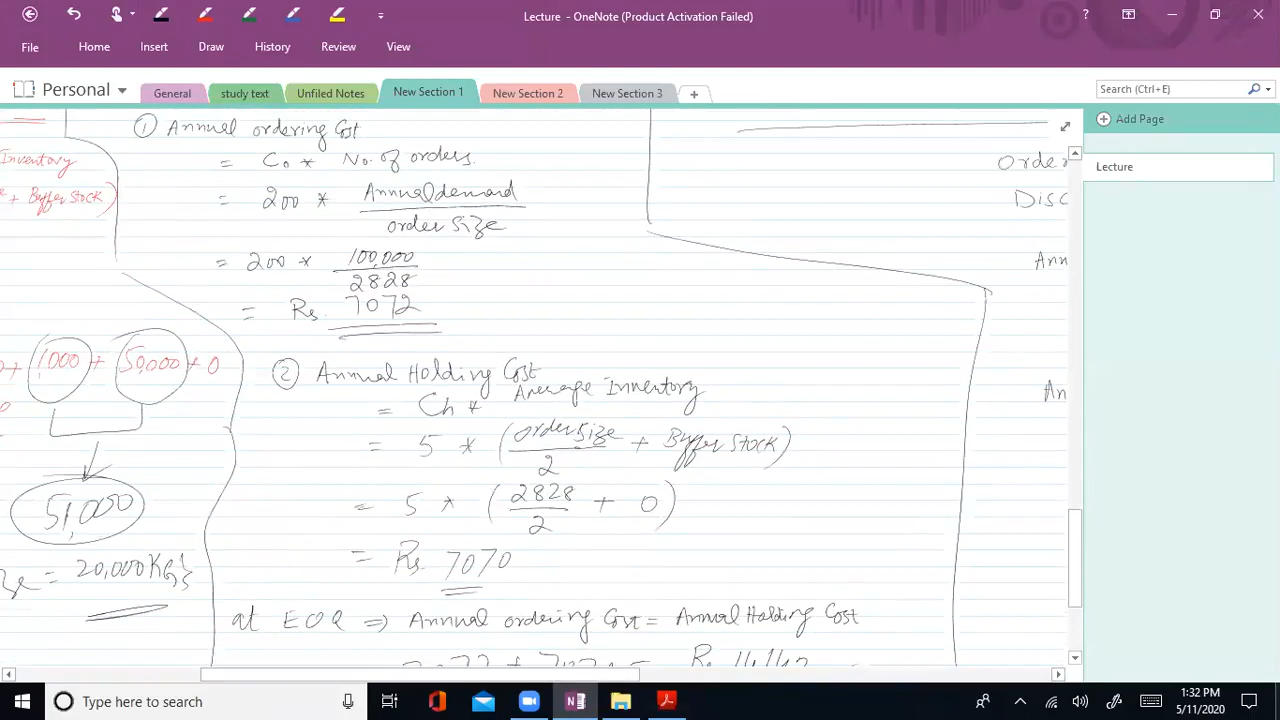 Lecture - OneNote (Product Activation Failed)
?
File Home Insert Draw History Review View
Personal
General study text Unfiled Notes New Section 1 New Section 2 New Section 3 +
Search (Ctrl+E)
Add Page
Lecture
① Annual ordering Cost
= Co * No of orders.
= 200 * Annual demand
order size
= 200 * 100,000
2828
= Rs. 7072
② Annual Holding Cost
= Ch * Average Inventory
= 5 * (order size + Buffer Stock)
2
= 5 * (2828 + 0)
2
= Rs. 7070
at EOQ ⇒ Annual ordering Cost = Annual Holding Cost
Inventory
+ Buffer Stock)
1000 + 50,000 + 0
51,000
= 20,000 KGs
Order
Disc
Ann
An
Type here to search
1:32 PM
5/11/2020